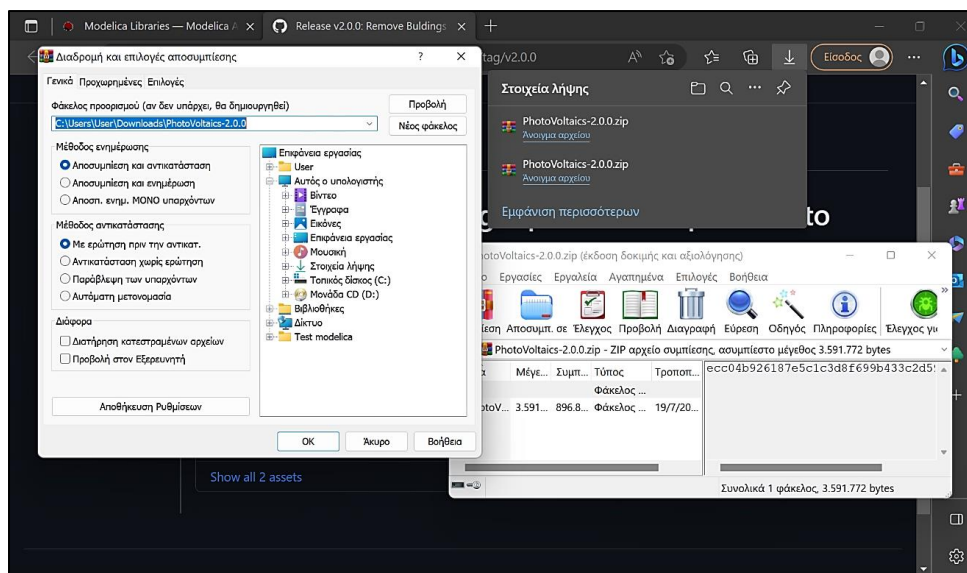 Modelica Libraries — Modelica A
Release v2.0.0: Remove Buldings
tag/v2.0.0
Είσοδος
Διαδρομή και επιλογές αποσυμπίεσης
Γενικά Προχωρημένες Επιλογές
Φάκελος προορισμού (αν δεν υπάρχει, θα δημιουργηθεί)
Προβολή
C:\Users\User\Downloads\PhotoVoltaics-2.0.0
Νέος φάκελος
Μέθοδος ενημέρωσης
Αποσυμπίεση και αντικατάσταση
Αποσυμπίεση και ενημέρωση
Αποσπ. ενημ. ΜΟΝΟ υπαρχόντων
Μέθοδος αντικατάστασης
Με ερώτηση πριν την αντικατ.
Αντικατάσταση χωρίς ερώτηση
Παράβλεψη των υπαρχόντων
Αυτόματη μετονομασία
Διάφορα
Διατήρηση κατεστραμένων αρχείων
Προβολή στον Εξερευνητή
Αποθήκευση Ρυθμίσεων
Επιφάνεια εργασίας
User
Αυτός ο υπολογιστής
Βίντεο
Έγγραφα
Εικόνες
Επιφάνεια εργασίας
Μουσική
Στοιχεία λήψης
Τοπικός δίσκος (C:)
Μονάδα CD (D:)
Βιβλιοθήκες
Δίκτυο
Test modelica
OK
Άκυρο
Βοήθεια
Στοιχεία λήψης
PhotoVoltaics-2.0.0.zip
Άνοιγμα αρχείου
PhotoVoltaics-2.0.0.zip
Άνοιγμα αρχείου
Εμφάνιση περισσότερων
to
otoVoltaics-2.0.0.zip (έκδοση δοκιμής και αξιολόγησης)
ο Εργασίες Εργαλεία Αγαπημένα Επιλογές Βοήθεια
ίεση Αποσυμπ. σε Έλεγχος Προβολή Διαγραφή Εύρεση Οδηγός Πληροφορίες Έλεγχος για
PhotoVoltaics-2.0.0.zip - ZIP αρχείο συμπίεσης, ασυμπίεστο μέγεθος 3.591.772 bytes
α Μέγε... Συμπ... Τύπος Τροποπ...
ecc04b926187e5c1c3d8f699b433c2d5
Φάκελος ...
otoV... 3.591... 896.8... Φάκελος ... 19/7/20...
Συνολικά 1 φάκελος, 3.591.772 bytes
Show all 2 assets